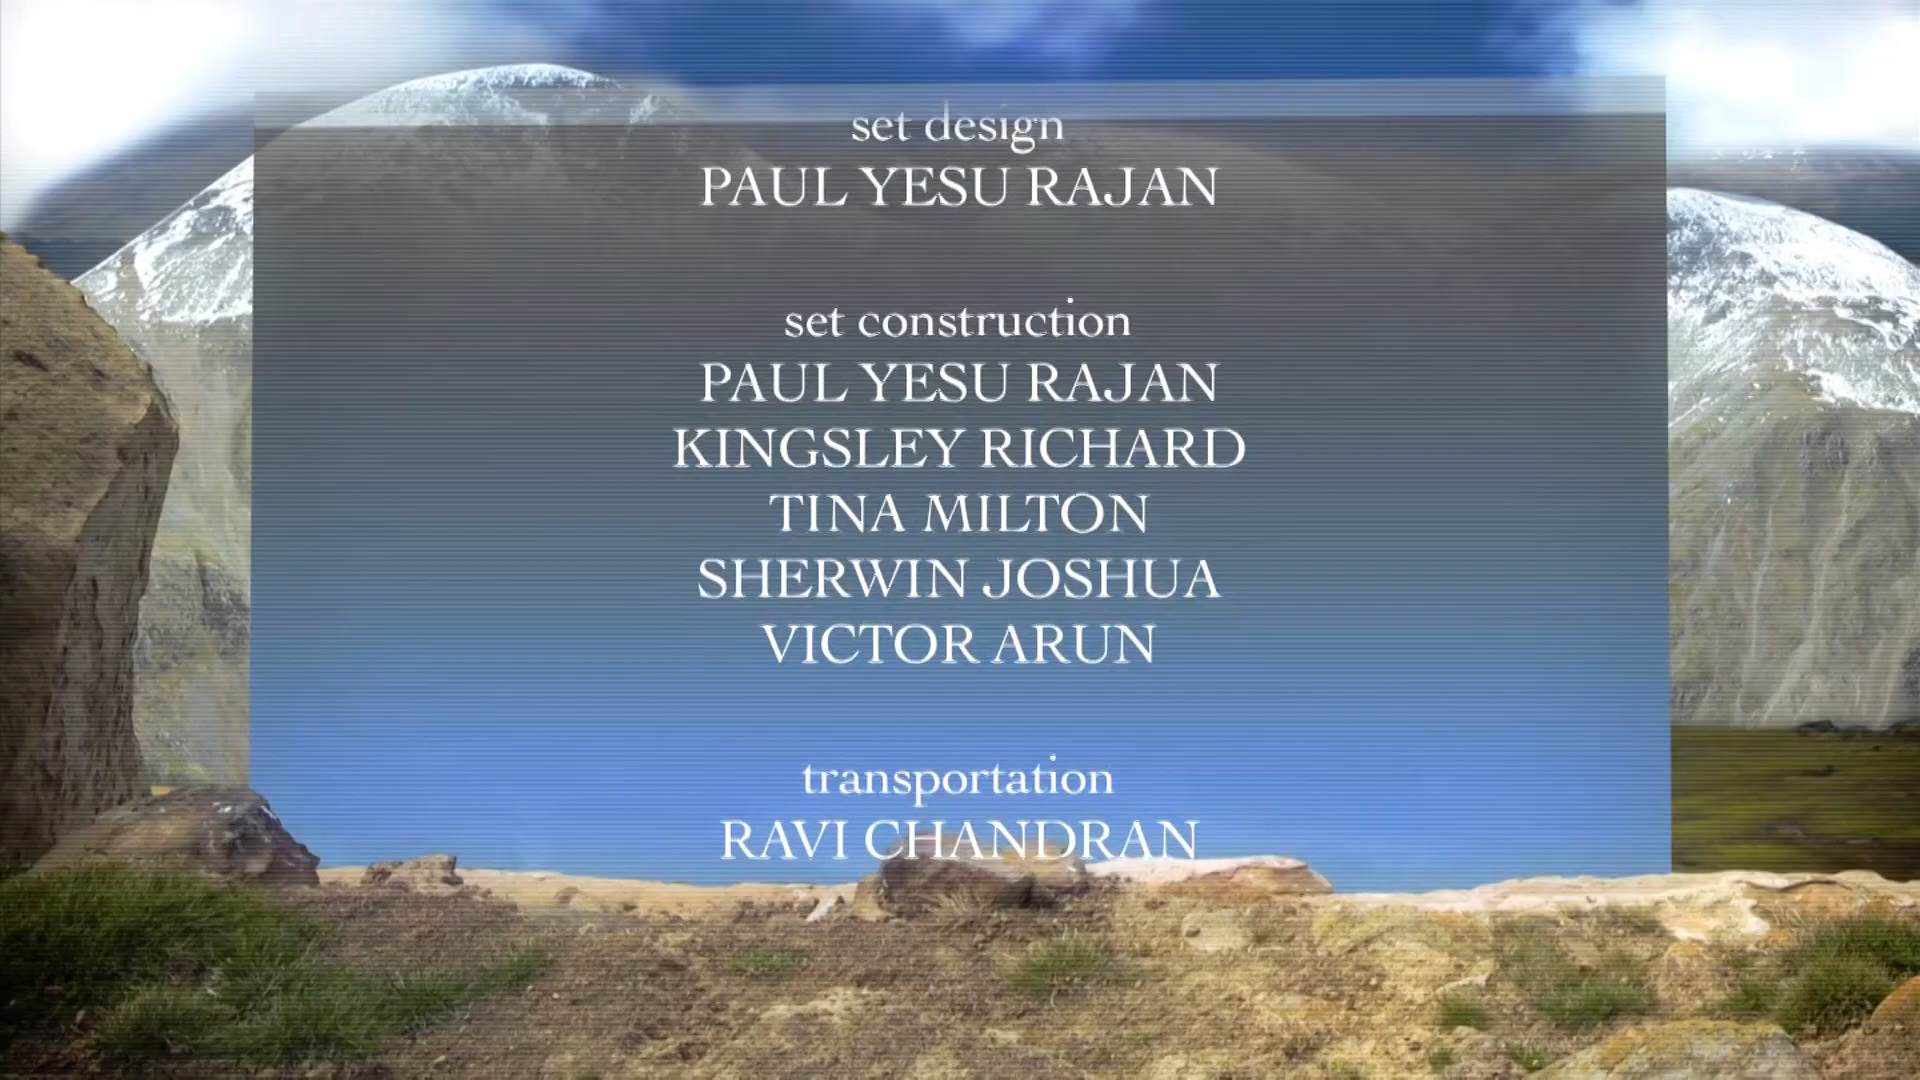 set design
PAUL YESU RAJAN
set construction
PAUL YESU RAJAN
KINGSLEY RICHARD
TINA MILTON
SHERWIN JOSHUA
VICTOR ARUN
transportation
RAVI CHANDRAN